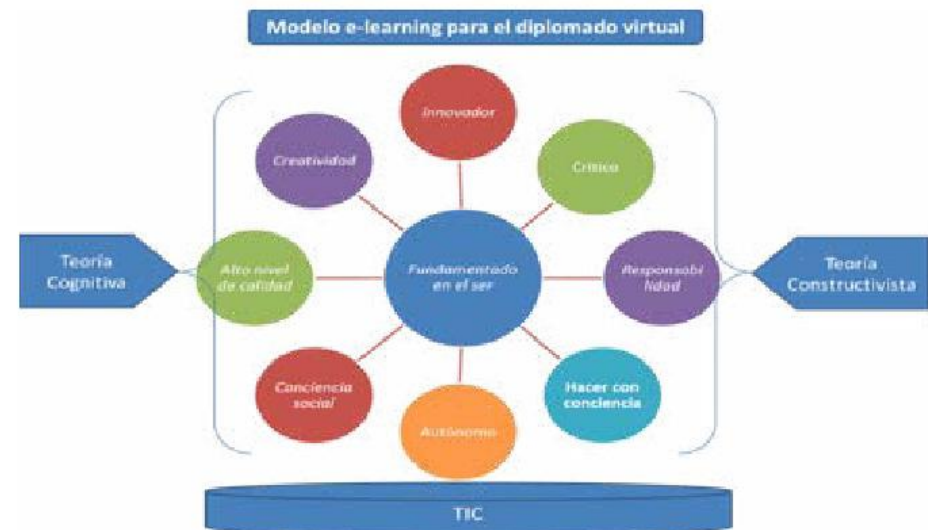 Modelo e-learning para el diplomado virtual
Innovador
Creatividad
Crítico
Teoría
Cognitiva
Alto nivel
de calidad
Fundamentado
en el ser
Responsabi
lidad
Teoría
Constructivista
Conciencia
social
Hacer con
conciencia
Autónomo
TIC